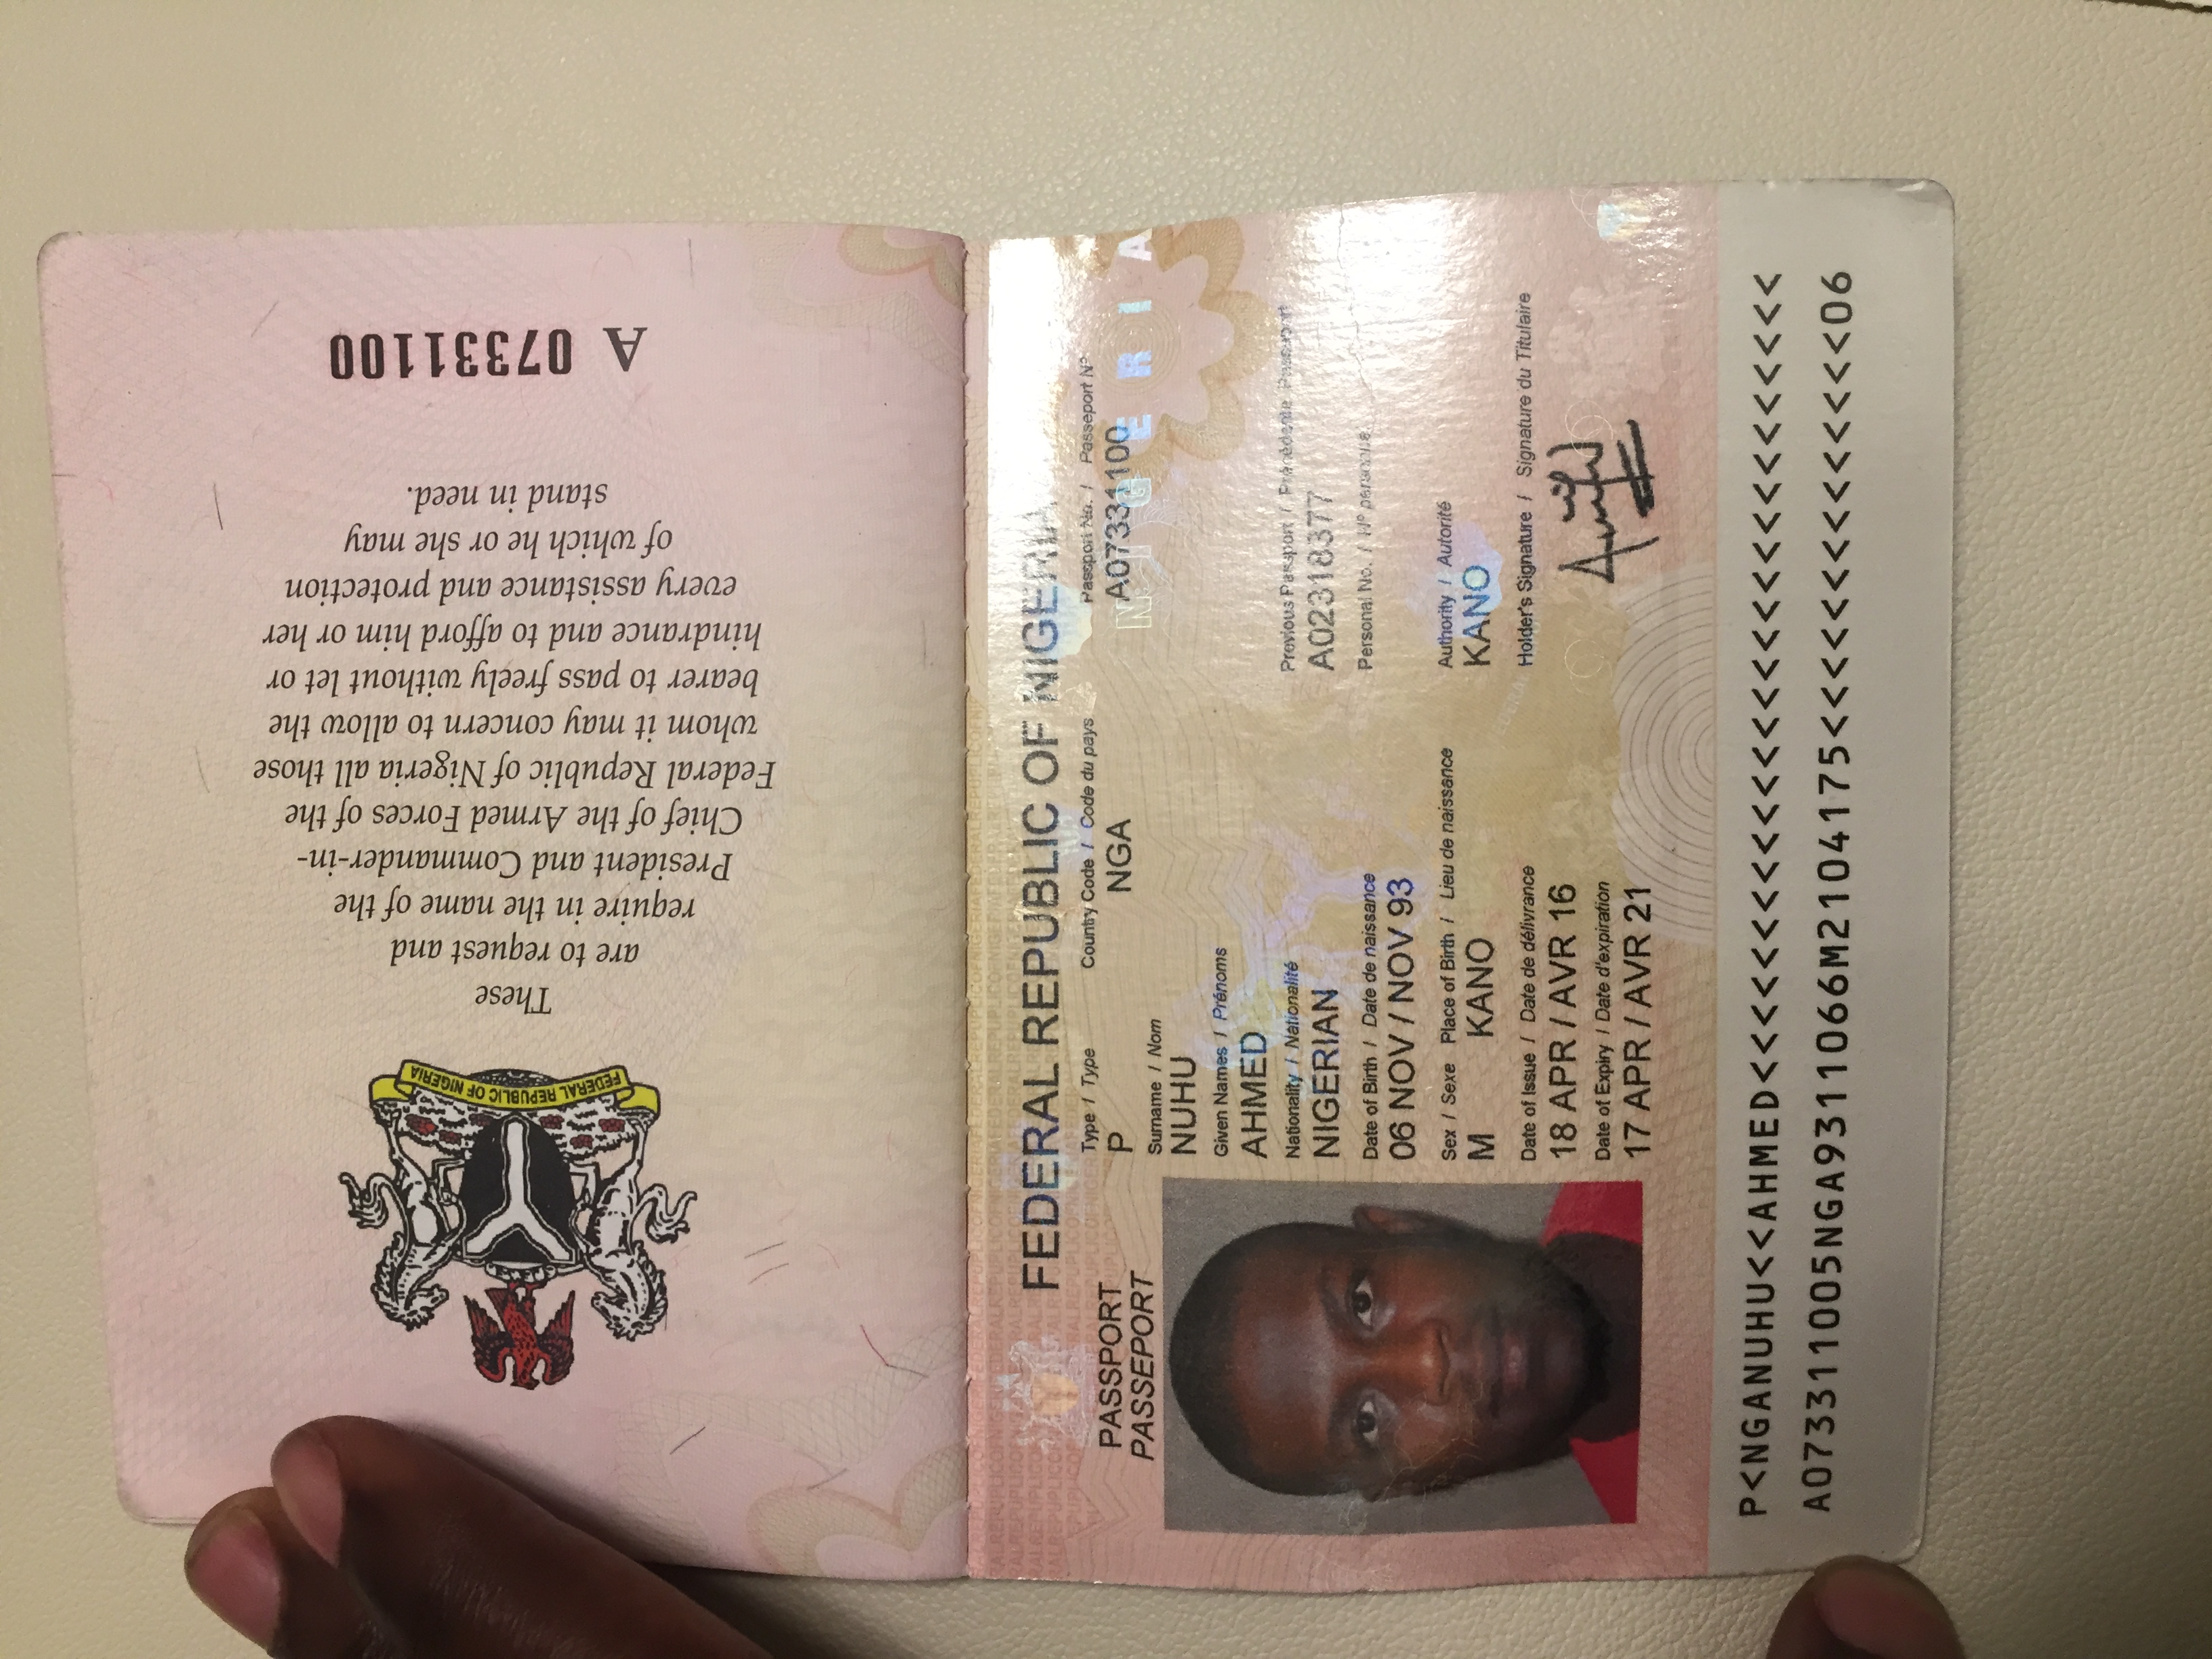 FEDERAL REPUBLIC OF NIGERIA
These
are to request and
require in the name of the
President and Commander-in-
Chief of the Armed Forces of the
Federal Republic of Nigeria all those
whom it may concern to allow the
bearer to pass freely without let or
hindrance and to afford him or her
every assistance and protection
of which he or she may
stand in need.
A 07331100
FEDERAL REPUBLIC OF NIGERIA
PASSPORT
PASSEPORT
Type / Type Country Code / Code du pays Passport No. / Passeport N°
P NGA A07331100
Surname / Nom
NUHU
Given Names / Prénoms
AHMED
Nationality / Nationalité Previous Passport / Précédente Passeport
NIGERIAN A02318377
Date of Birth / Date de naissance Personal No. / N° personnel
06 NOV / NOV 93
Sex / Sexe Place of Birth / Lieu de naissance Authority / Autorité
M KANO KANO
Date of Issue / Date de délivrance Holder's Signature / Signature du Titulaire
18 APR / AVR 16
Date of Expiry / Date d'expiration
17 APR / AVR 21
NIGERIA
P<NGANUHU<<AHMED<<<<<<<<<<<<<<<<<<<<<<<<<<<<
A073311005NGA9311066M2104175<<<<<<<<<<<<<<06